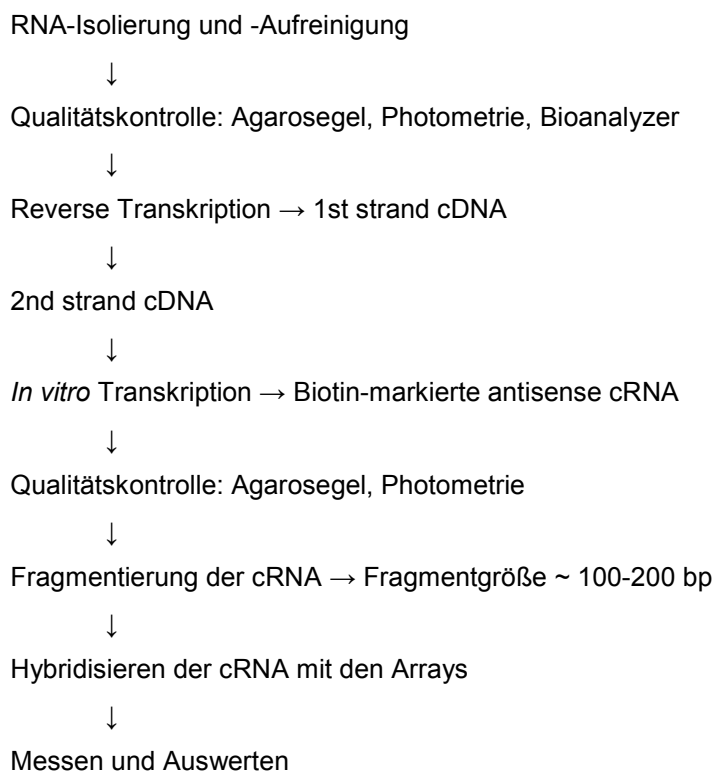 RNA-Isolierung und -Aufreinigung
↓
Qualitätskontrolle: Agarosegel, Photometrie, Bioanalyzer
↓
Reverse Transkription → 1st strand cDNA
↓
2nd strand cDNA
↓
In vitro Transkription → Biotin-markierte antisense cRNA
↓
Qualitätskontrolle: Agarosegel, Photometrie
↓
Fragmentierung der cRNA → Fragmentgröße ~ 100-200 bp
↓
Hybridisieren der cRNA mit den Arrays
↓
Messen und Auswerten